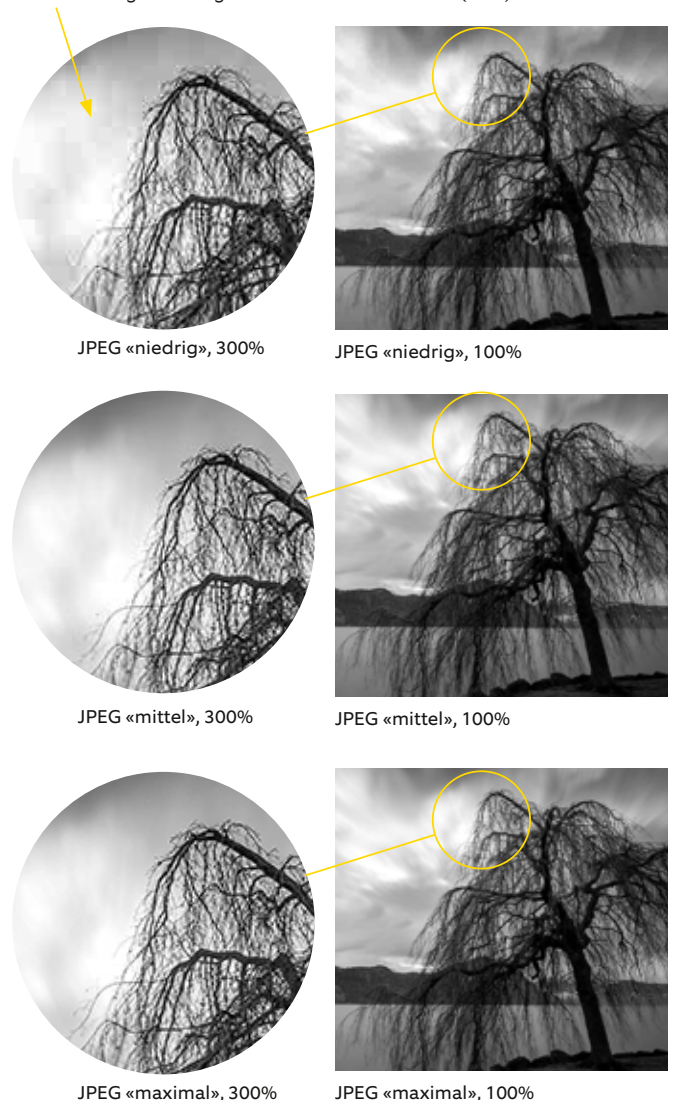 JPEG «niedrig», 300%
JPEG «niedrig», 100%
JPEG «mittel», 300%
JPEG «mittel», 100%
JPEG «maximal», 300%
JPEG «maximal», 100%